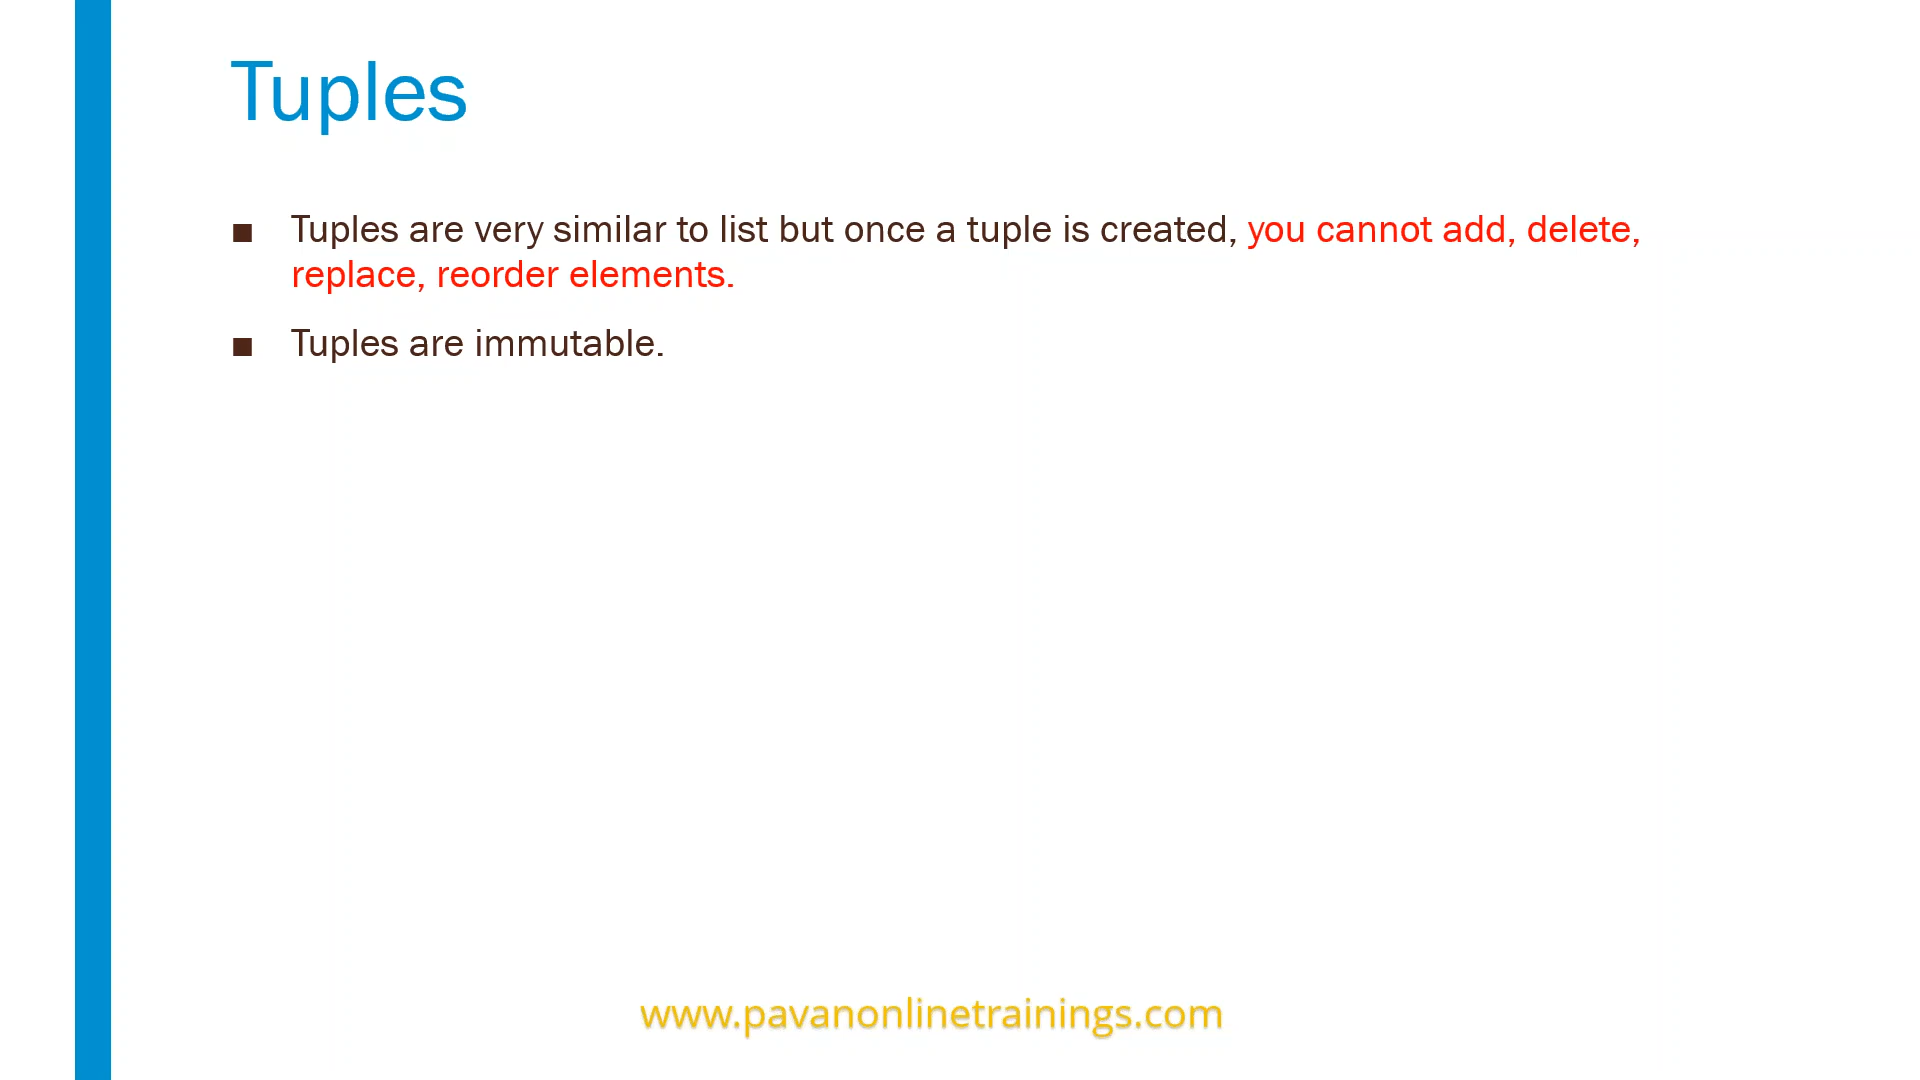 Tuples
▪ Tuples are very similar to list but once a tuple is created, you cannot add, delete,
replace, reorder elements.
▪ Tuples are immutable.
www.pavanonlinetrainings.com